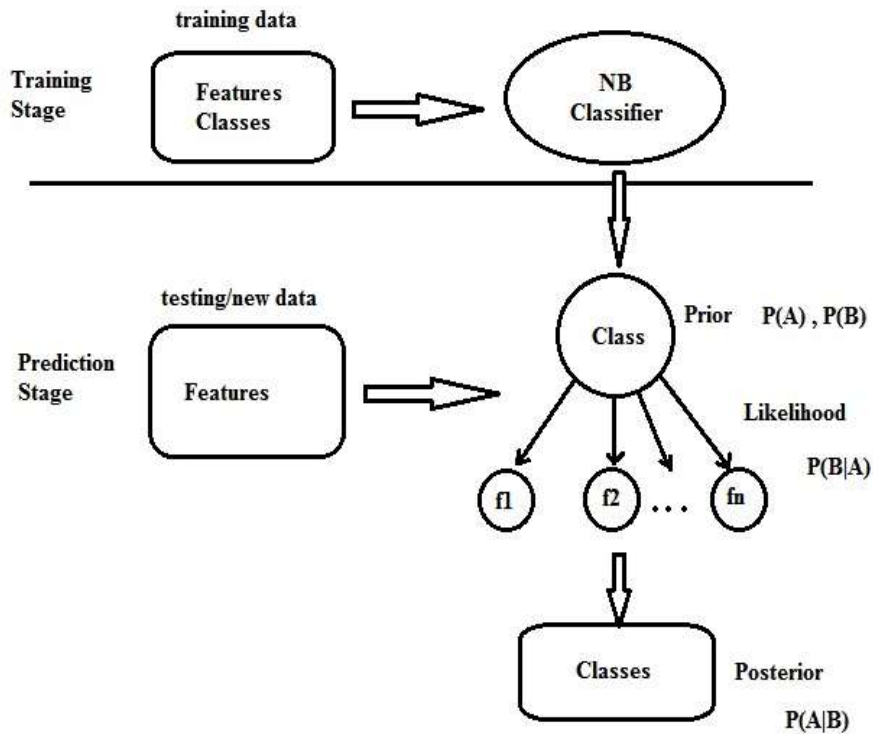 training data
Training
Stage
Features
Classes
NB
Classifier
testing/new data
Prediction
Stage
Features
Class
Prior P(A) , P(B)
Likelihood
P(B|A)
f1
f2
...
fn
Classes
Posterior
P(A|B)